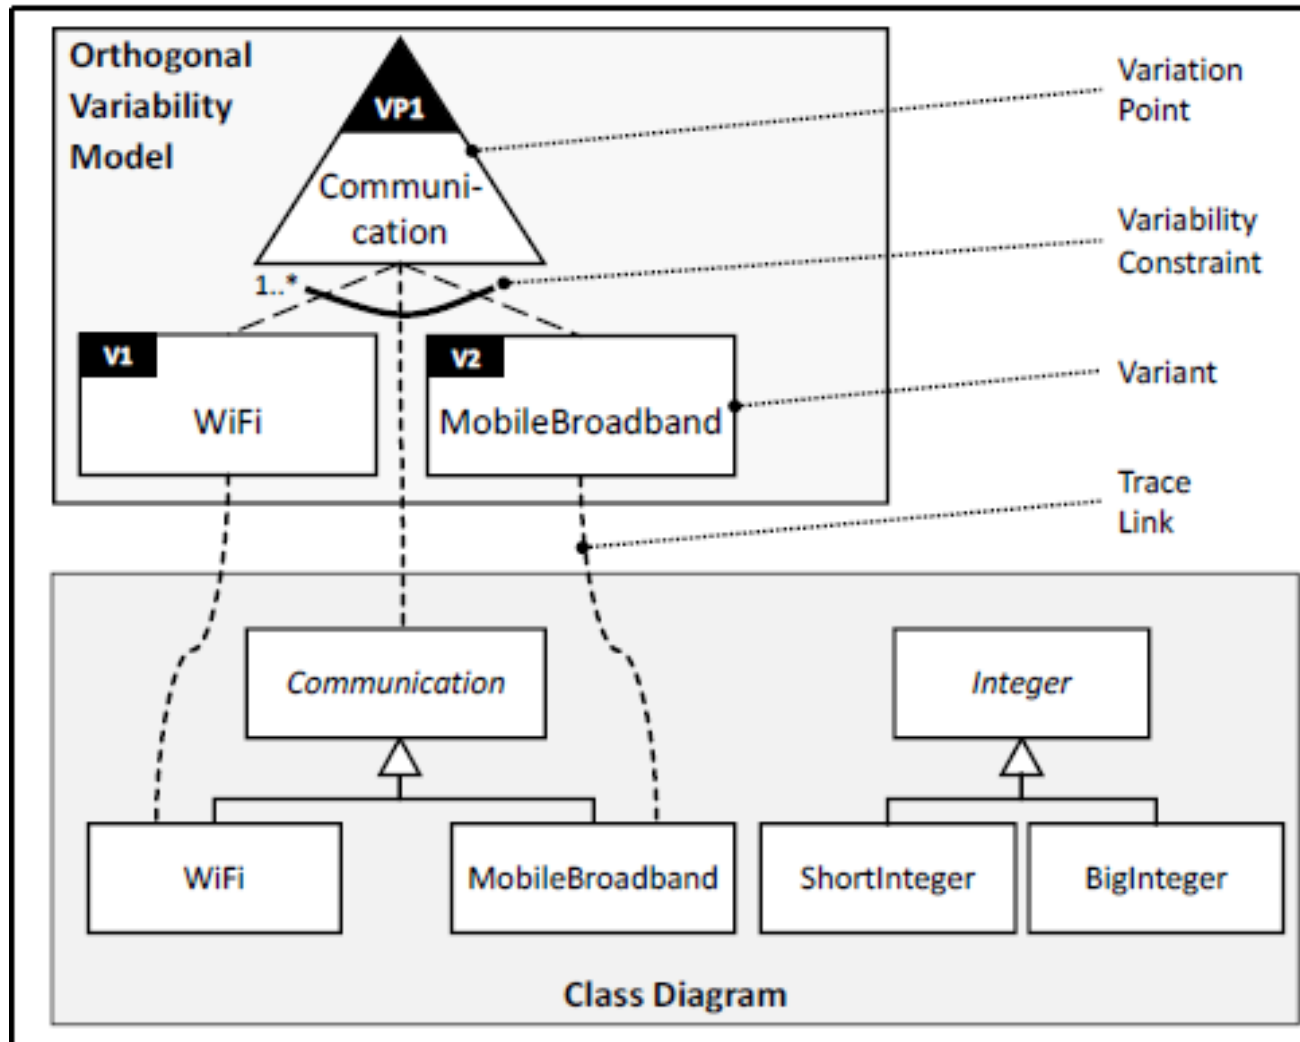 Orthogonal
Variability
Model
VP1
Communi-
cation
1..*
V1
WiFi
V2
MobileBroadband
Variation
Point
Variability
Constraint
Variant
Trace
Link
Communication
Integer
WiFi
MobileBroadband
ShortInteger
BigInteger
Class Diagram